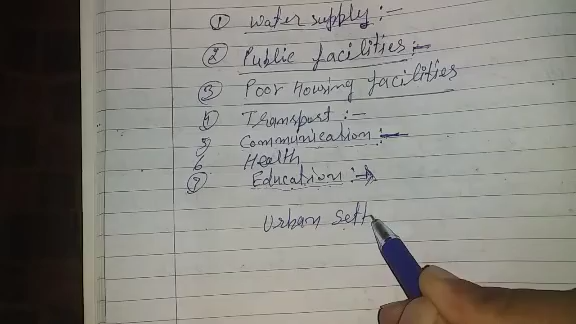 ① Water supply :-
② Public facilities :-
③ Poor Housing facilities
④ Transport :-
5 Communication :-
6 Health
⑦ Education :→
Urban Sett